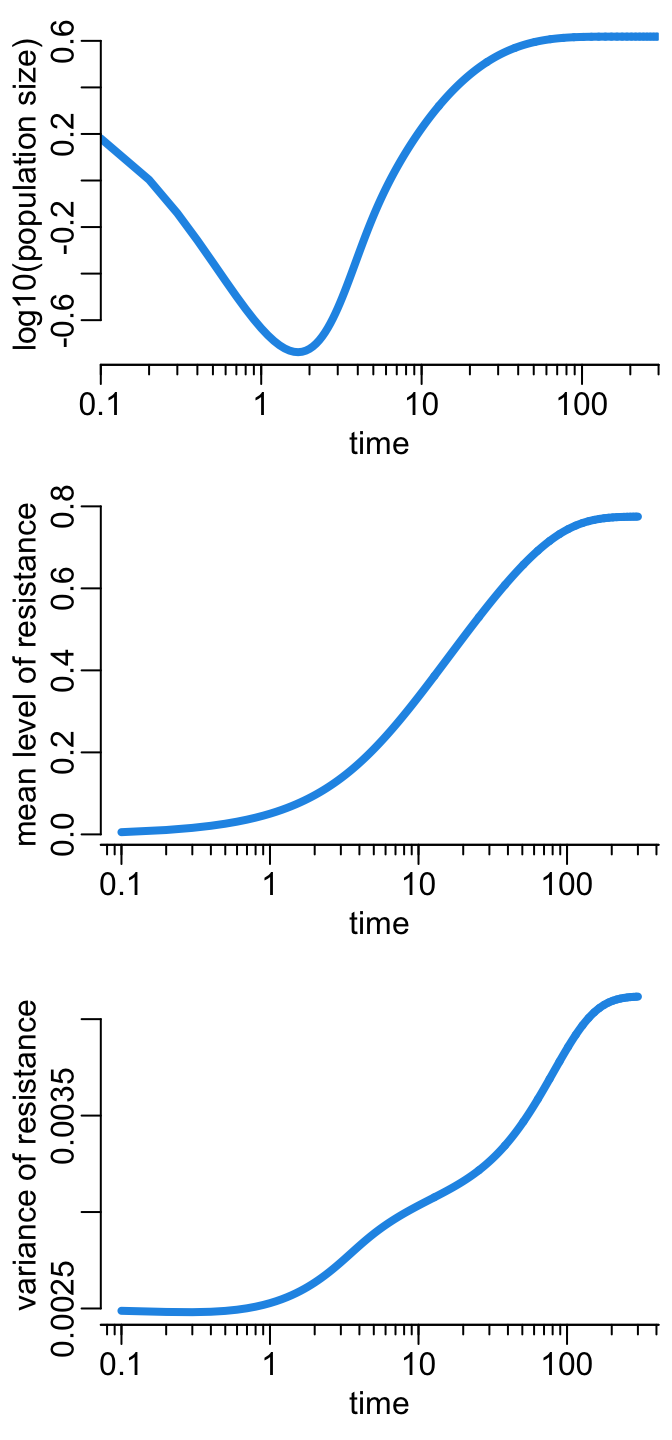 log10(population size)
0.6
0.2
-0.2
-0.6
0.1 1 10 100
time
mean level of resistance
0.8
0.6
0.4
0.2
0.0
0.1 1 10 100
time
variance of resistance
0.0035
0.0025
0.1 1 10 100
time